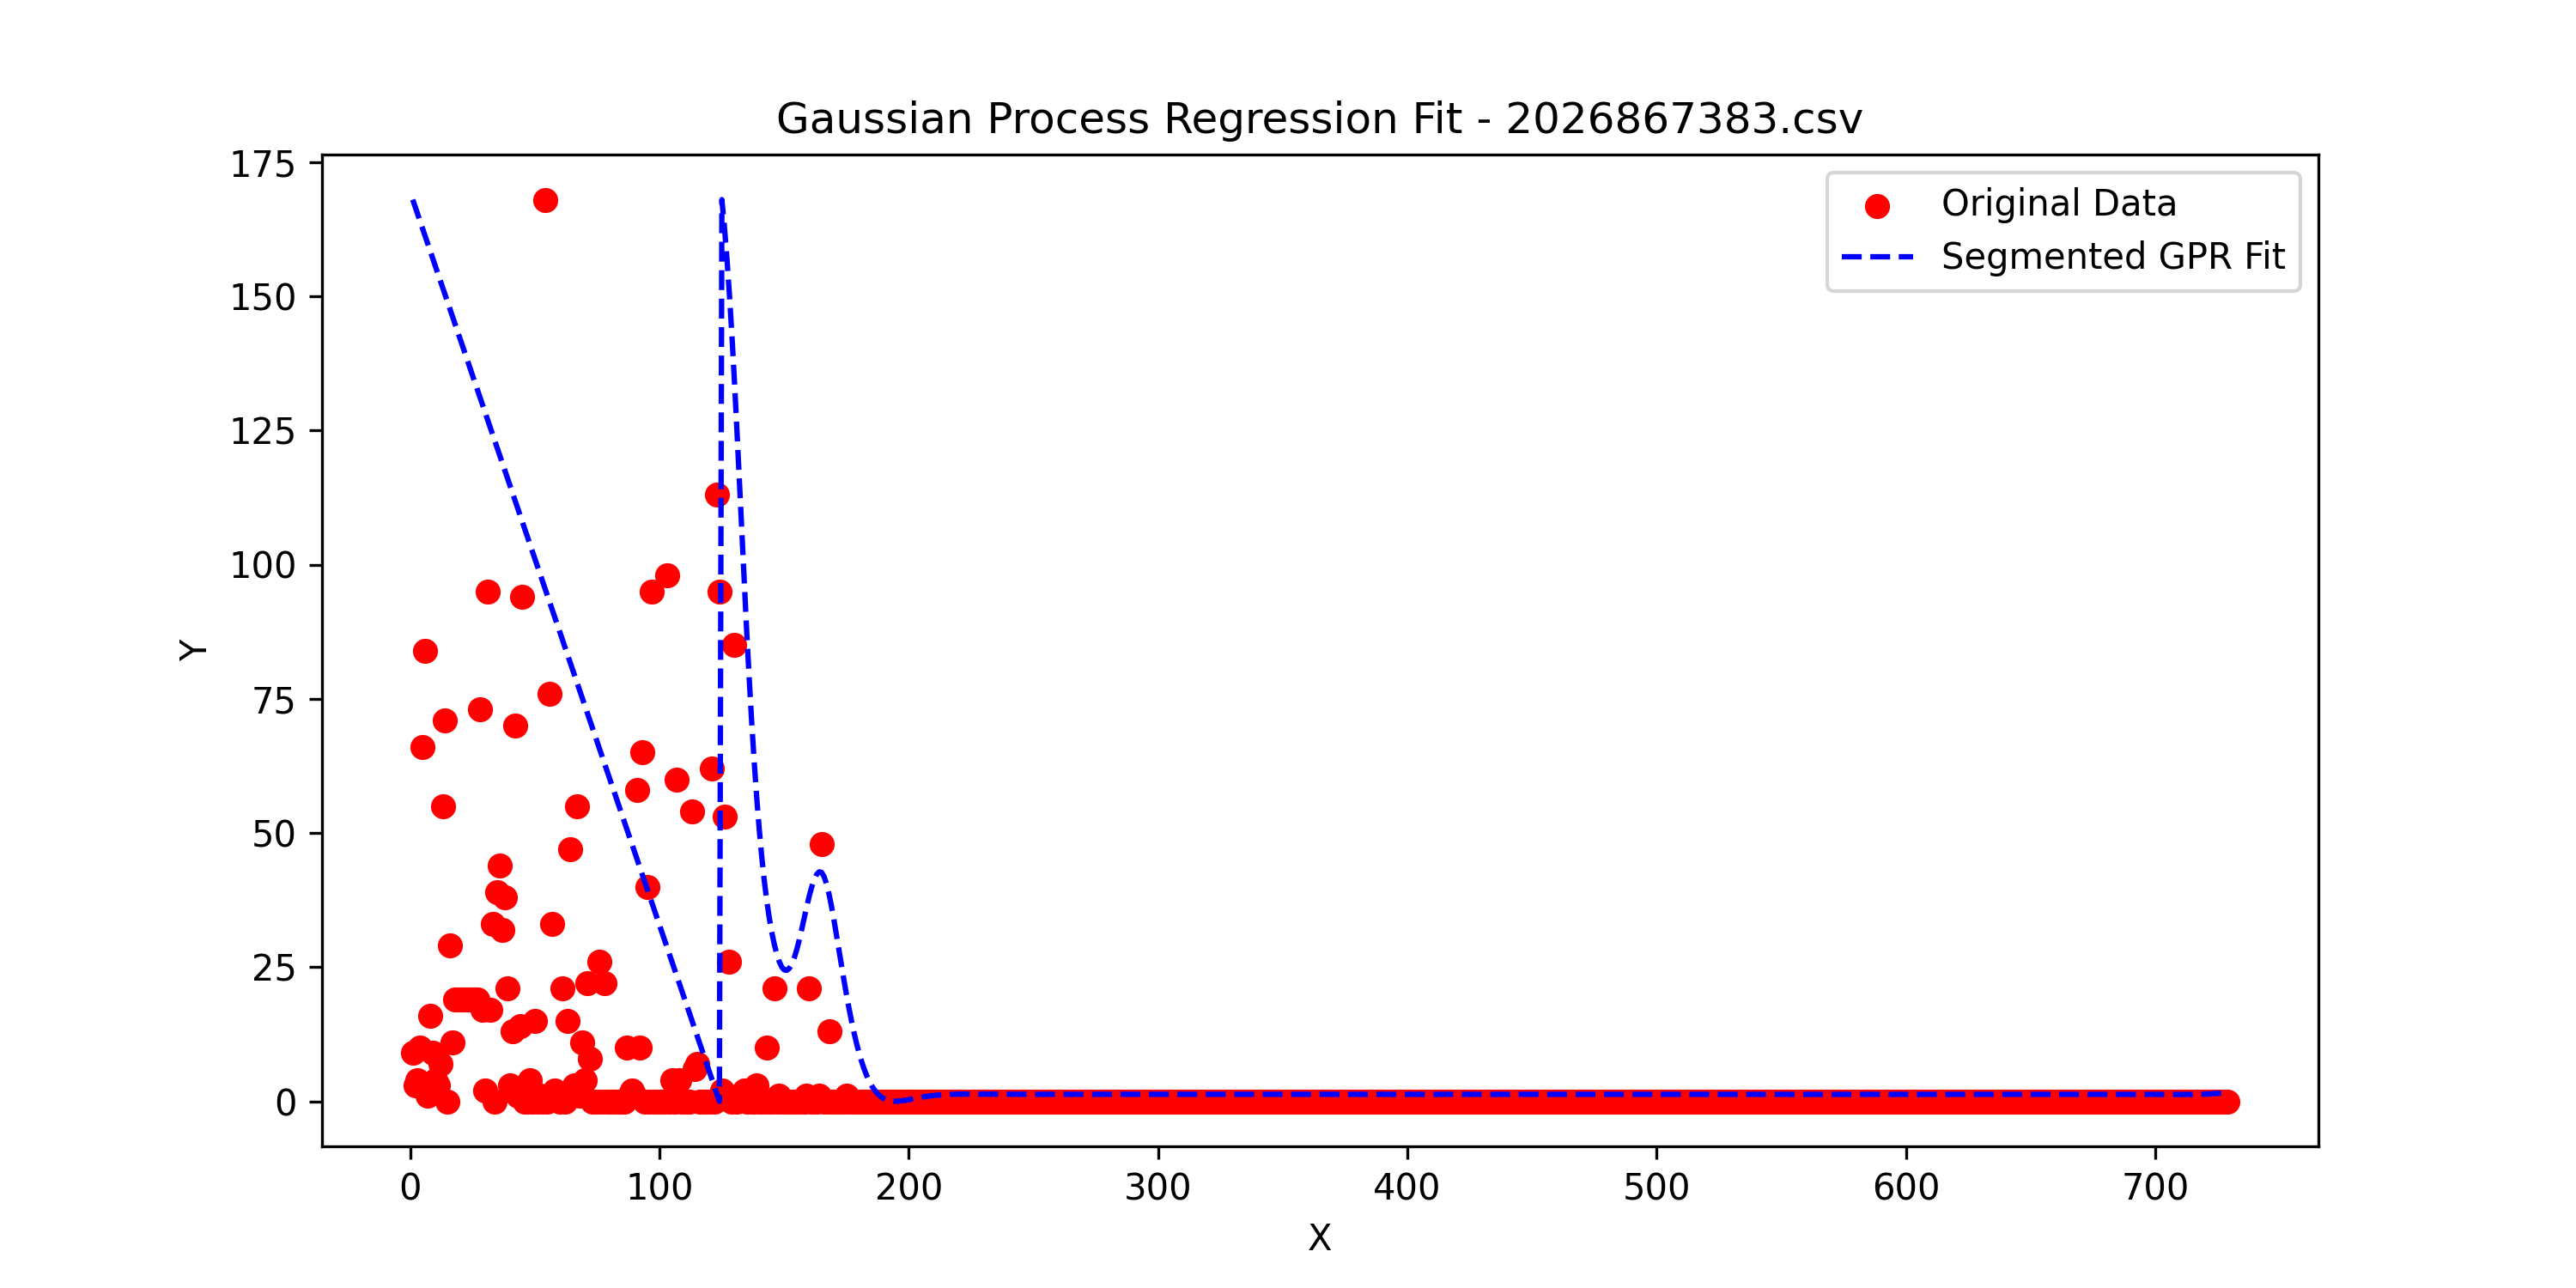 Gaussian Process Regression Fit - 2026867383.csv
175
150
125
100
75
50
25
0
Y
Original Data
Segmented GPR Fit
0 100 200 300 400 500 600 700
X